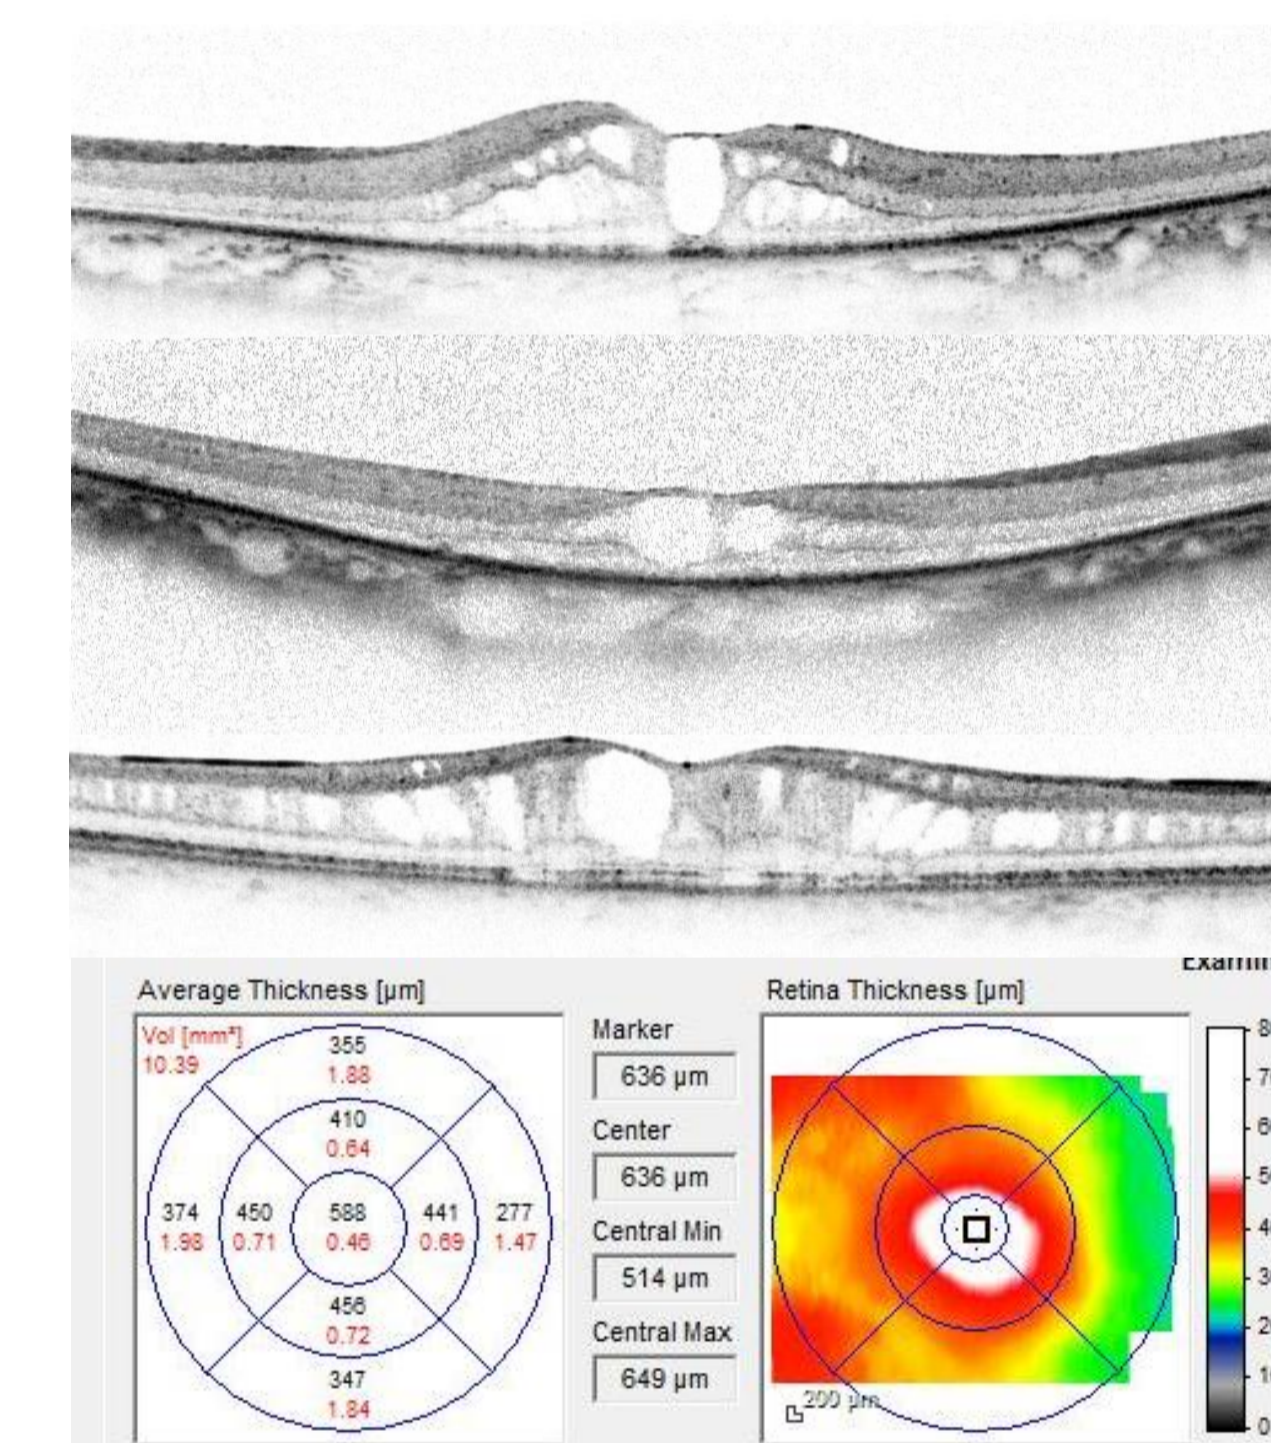 Examin
Average Thickness [µm]
Retina Thickness [µm]
Vol [mm³]
10.39
355
1.88
410
0.64
374 450 588 441 277
1.98 0.71 0.46 0.69 1.47
456
0.72
347
1.84
Marker
636 µm
Center
636 µm
Central Min
514 µm
Central Max
649 µm
200 µm
0